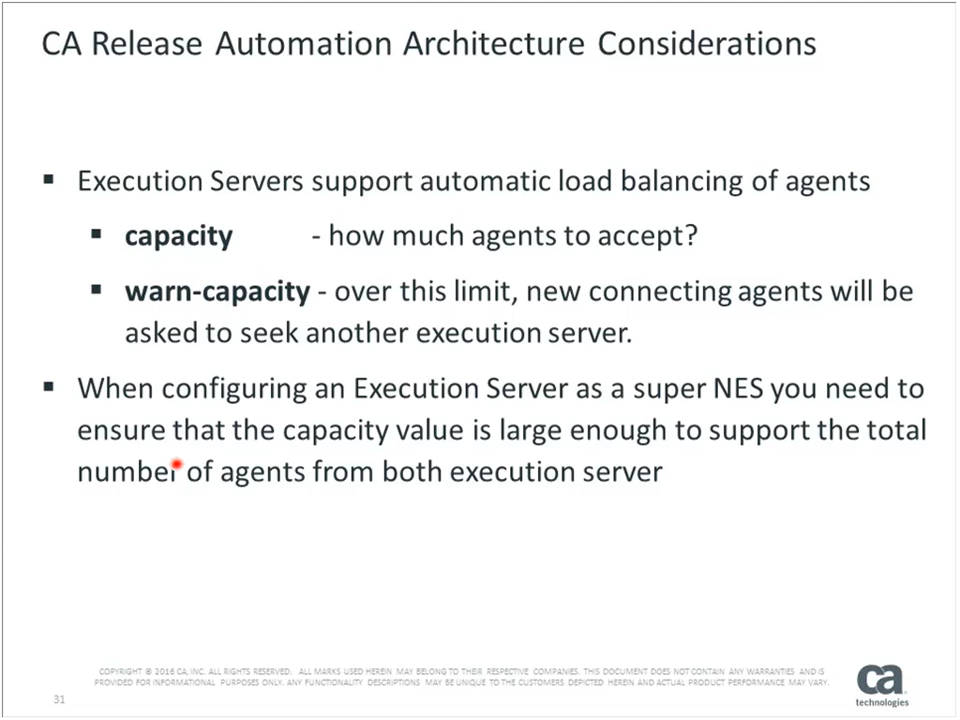 CA Release Automation Architecture Considerations
▪ Execution Servers support automatic load balancing of agents
▪ capacity - how much agents to accept?
▪ warn-capacity - over this limit, new connecting agents will be
asked to seek another execution server.
▪ When configuring an Execution Server as a super NES you need to
ensure that the capacity value is large enough to support the total
number of agents from both execution server
COPYRIGHT © 2016 CA, INC. ALL RIGHTS RESERVED. ALL MARKS USED HEREIN MAY BELONG TO THEIR RESPECTIVE COMPANIES. THIS DOCUMENT DOES NOT CONTAIN ANY WARRANTIES AND IS
PROVIDED FOR INFORMATIONAL PURPOSES ONLY. ANY FUNCTIONALITY DESCRIPTIONS MAY BE UNIQUE TO THE CUSTOMERS DEPICTED HEREIN AND ACTUAL PRODUCT PERFORMANCE MAY VARY.
31
ca
technologies